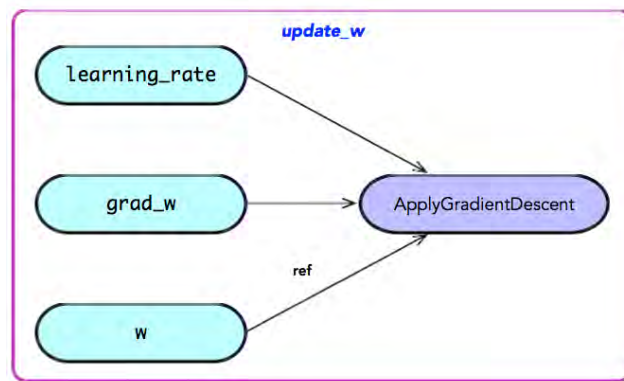 update_w
learning_rate
grad_w
ApplyGradientDescent
ref
w